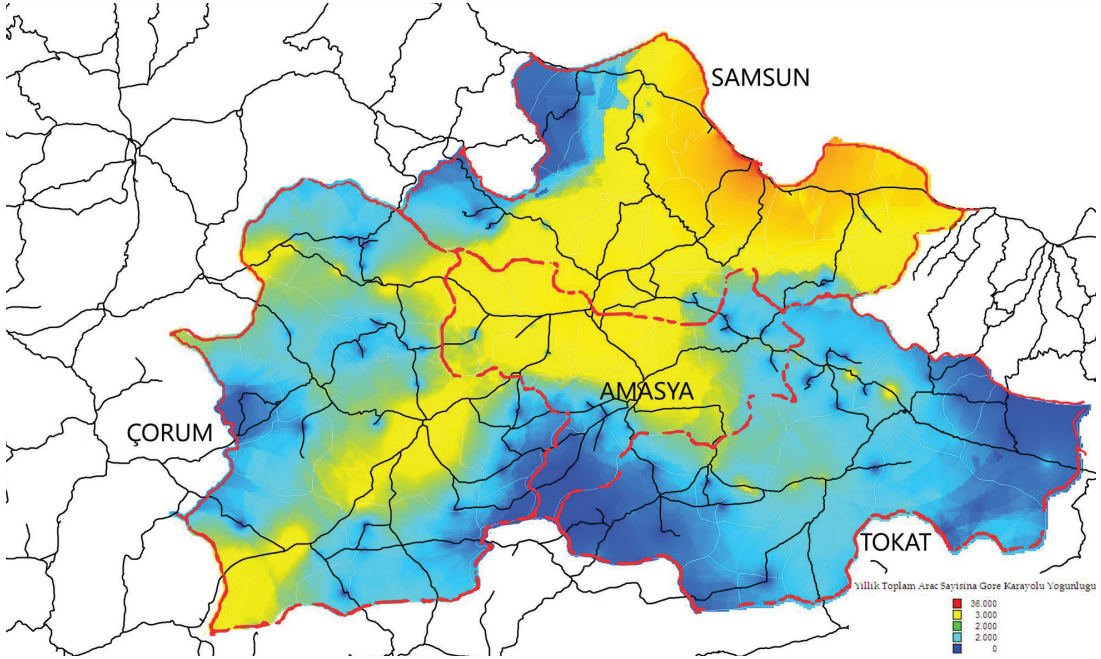 SAMSUN
AMASYA
ÇORUM
TOKAT
Yillik Toplam Arac Sayisina Gore Karayolu Yogunlugu
36.000
3.000
2.000
2.000
0